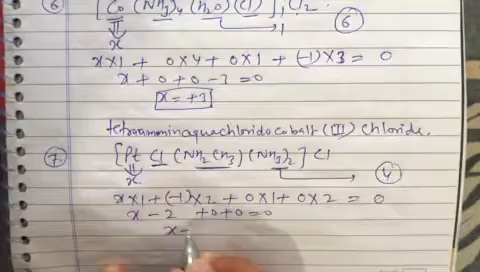 6 [Co (NH3)4 (H2O) (Cl)] Cl2
x 1 6
x×1 + 0×4 + 0×1 + (-1)×3 = 0
x + 0 + 0 - 3 = 0
x = +3
tetraammineaquachloridocobalt (III) Chloride.
7 [Pt Cl (NH2CH3) (NH3)2] Cl
x 4
x×1 + (-1)×2 + 0×1 + 0×2 = 0
x - 2 + 0 + 0 = 0
x -